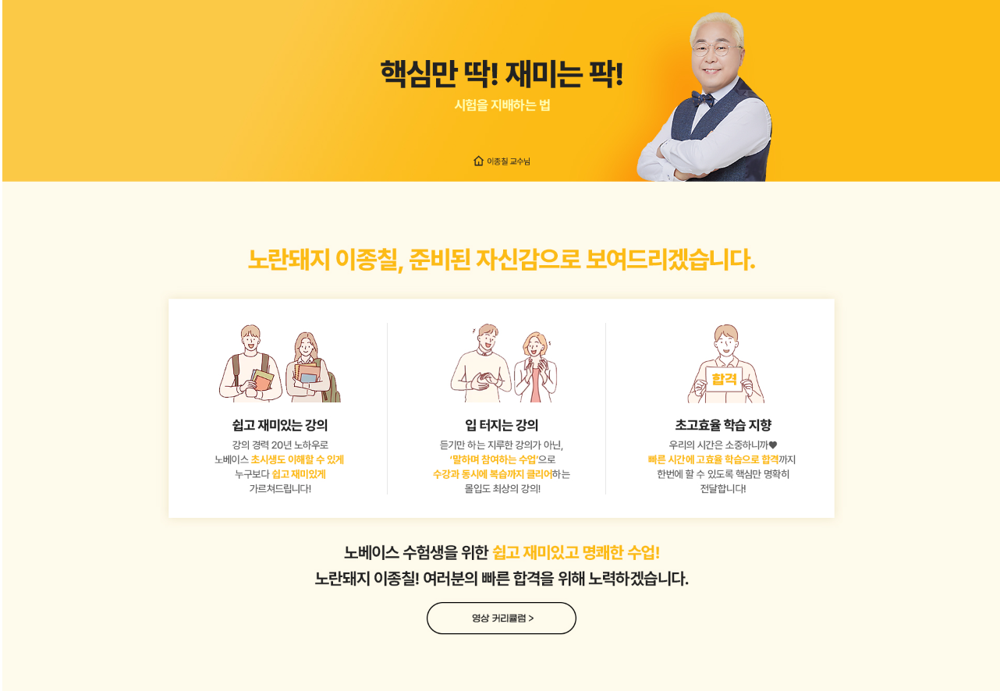 핵심만 딱! 재미는 팍!
시험을 지배하는 법
이종칠 교수님
노란돼지 이종칠, 준비된 자신감으로 보여드리겠습니다.
합격
쉽고 재미있는 강의
강의 경력 20년 노하우로
노베이스 초시생도 이해할 수 있게
누구보다 쉽고 재미있게
가르쳐드립니다!
입 터지는 강의
듣기만 하는 지루한 강의가 아닌,
‘말하며 참여하는 수업’으로
수강과 동시에 복습까지 클리어하는
몰입도 최상의 강의!
초고효율 학습 지향
우리의 시간은 소중하니까♥
빠른 시간에 고효율 학습으로 합격까지
한번에 할 수 있도록 핵심만 명확히
전달합니다!
노베이스 수험생을 위한 쉽고 재미있고 명쾌한 수업!
노란돼지 이종칠! 여러분의 빠른 합격을 위해 노력하겠습니다.
영상 커리큘럼 >